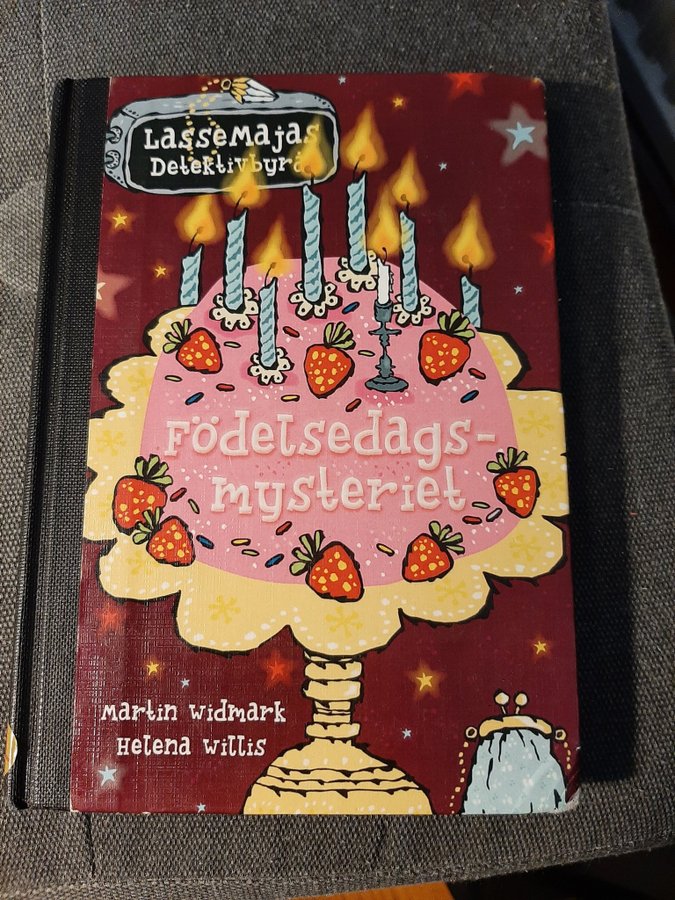 LasseMajas
Detektivbyrå
Födelsedags-
mysteriet
Martin Widmark
Helena Willis